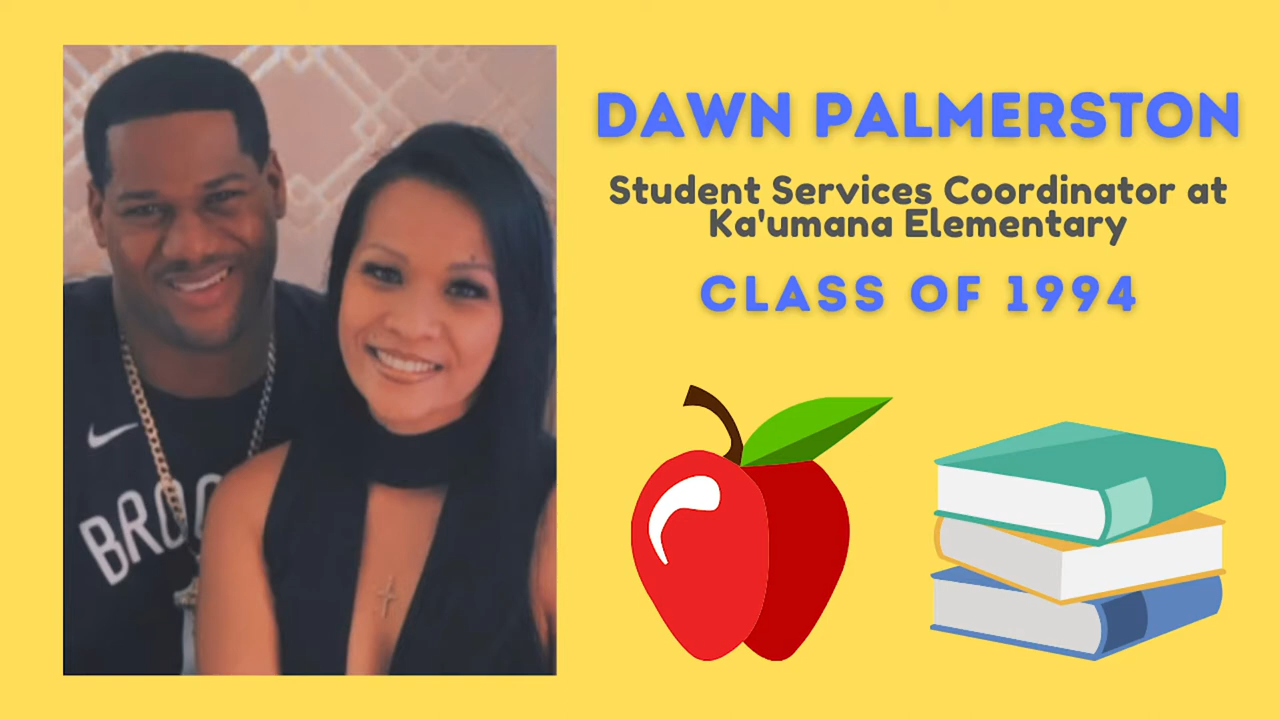 DAWN PALMERSTON
Student Services Coordinator at
Ka'umana Elementary
CLASS OF 1994